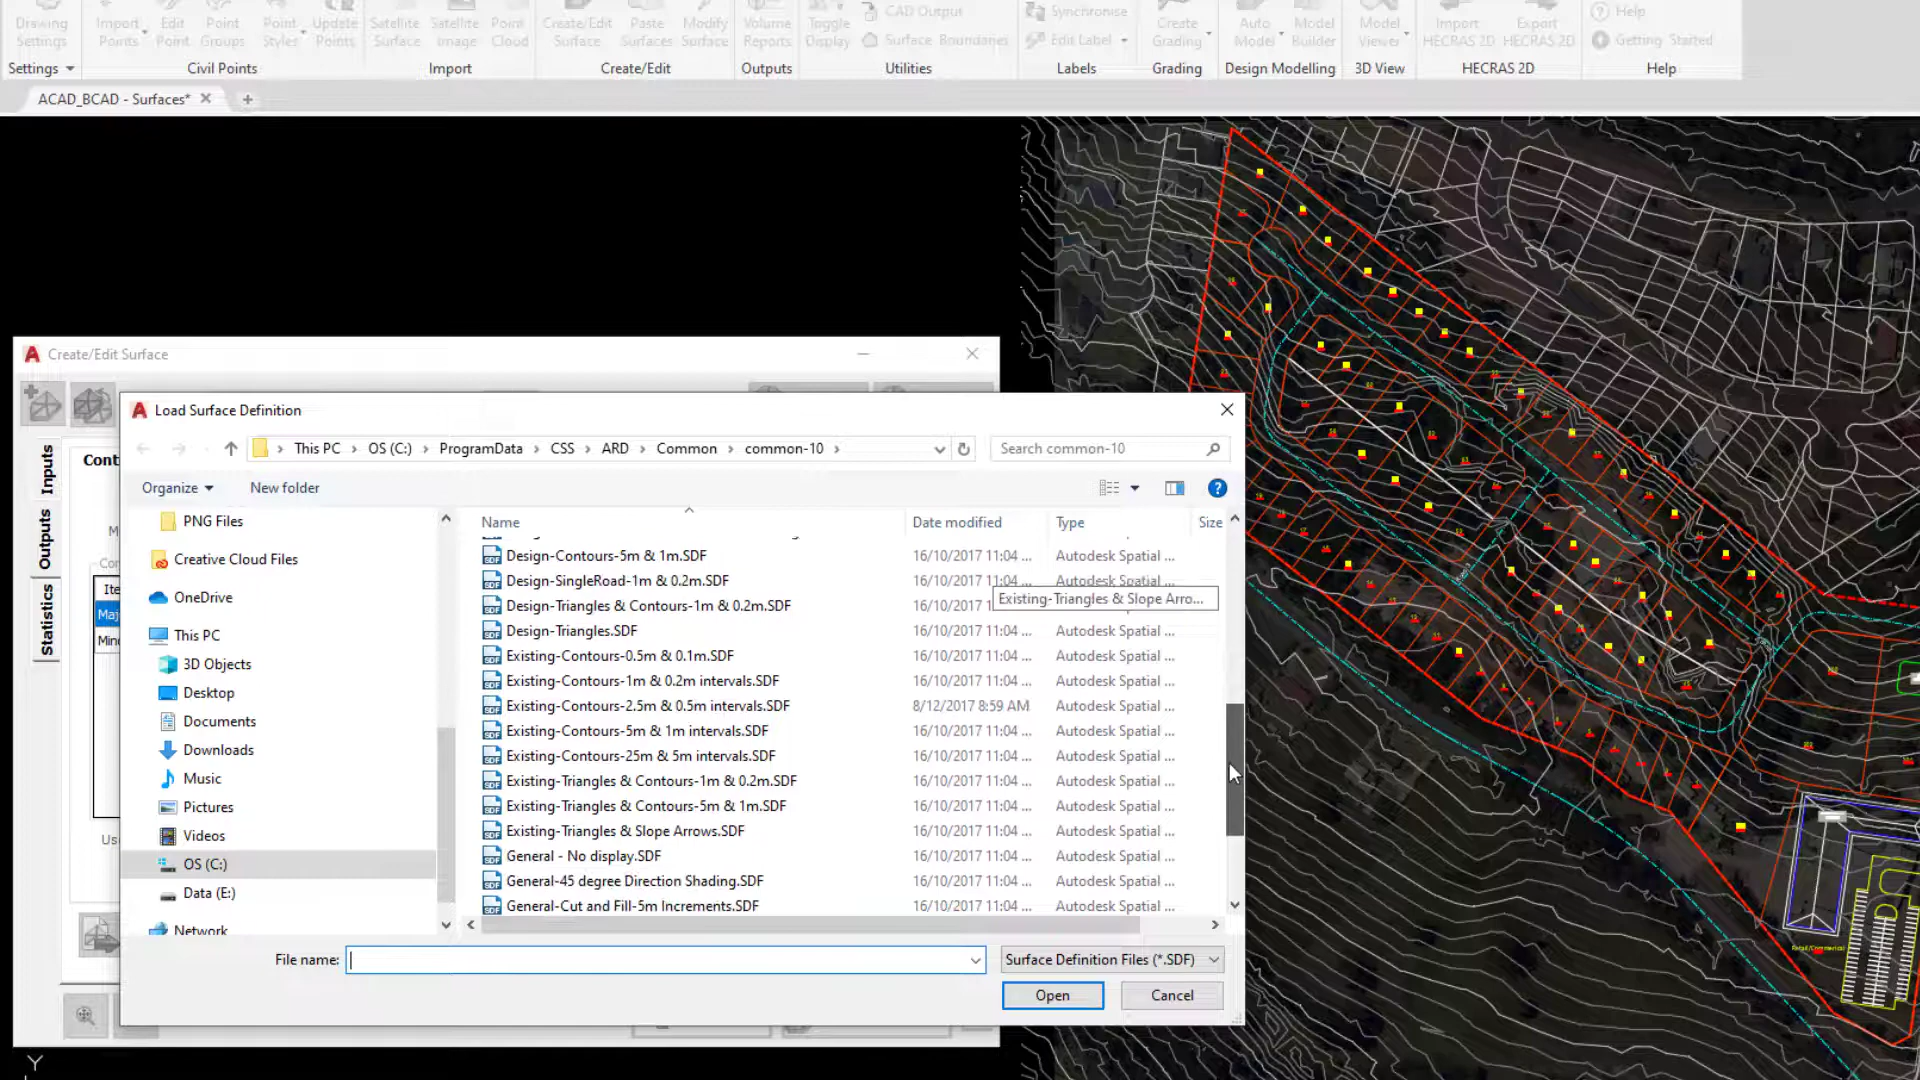 Drawing Settings
Import Points
Edit Point
Point Groups
Point Styles
Update Points
Satellite Surface
Satellite Image
Point Cloud
Create/Edit Surface
Paste Surfaces
Modify Surface
Volume Reports
Toggle Display
CAD Output
Surface Boundaries
Synchronise
Edit Label
Create Grading
Auto Model
Model Builder
Model Viewer
Import HECRAS 2D
Export HECRAS 2D
Help
Getting Started
Settings
Civil Points
Import
Create/Edit
Outputs
Utilities
Labels
Grading
Design Modelling
3D View
HECRAS 2D
Help
ACAD_BCAD - Surfaces*
Create/Edit Surface
Inputs
Outputs
Statistics
Cont
M
Co
Ite
Maj
Min
Us
Load Surface Definition
This PC > OS (C:) > ProgramData > CSS > ARD > Common > common-10 >
Search common-10
Organize
New folder
PNG Files
Creative Cloud Files
OneDrive
This PC
3D Objects
Desktop
Documents
Downloads
Music
Pictures
Videos
OS (C:)
Data (E:)
Network
Name Date modified Type Size
Design-Contours-5m & 1m.SDF 16/10/2017 11:04 ... Autodesk Spatial ...
Design-SingleRoad-1m & 0.2m.SDF 16/10/2017 11:04 ... Autodesk Spatial ...
Existing-Triangles & Slope Arro...
Design-Triangles & Contours-1m & 0.2m.SDF 16/10/2017 11:04 ... Autodesk Spatial ...
Design-Triangles.SDF 16/10/2017 11:04 ... Autodesk Spatial ...
Existing-Contours-0.5m & 0.1m.SDF 16/10/2017 11:04 ... Autodesk Spatial ...
Existing-Contours-1m & 0.2m intervals.SDF 16/10/2017 11:04 ... Autodesk Spatial ...
Existing-Contours-2.5m & 0.5m intervals.SDF 8/12/2017 8:59 AM Autodesk Spatial ...
Existing-Contours-5m & 1m intervals.SDF 16/10/2017 11:04 ... Autodesk Spatial ...
Existing-Contours-25m & 5m intervals.SDF 16/10/2017 11:04 ... Autodesk Spatial ...
Existing-Triangles & Contours-1m & 0.2m.SDF 16/10/2017 11:04 ... Autodesk Spatial ...
Existing-Triangles & Contours-5m & 1m.SDF 16/10/2017 11:04 ... Autodesk Spatial ...
Existing-Triangles & Slope Arrows.SDF 16/10/2017 11:04 ... Autodesk Spatial ...
General - No display.SDF 16/10/2017 11:04 ... Autodesk Spatial ...
General-45 degree Direction Shading.SDF 16/10/2017 11:04 ... Autodesk Spatial ...
General-Cut and Fill-5m Increments.SDF 16/10/2017 11:04 ... Autodesk Spatial ...
File name:
Surface Definition Files (*.SDF)
Open
Cancel
Retail/Commercial
Y